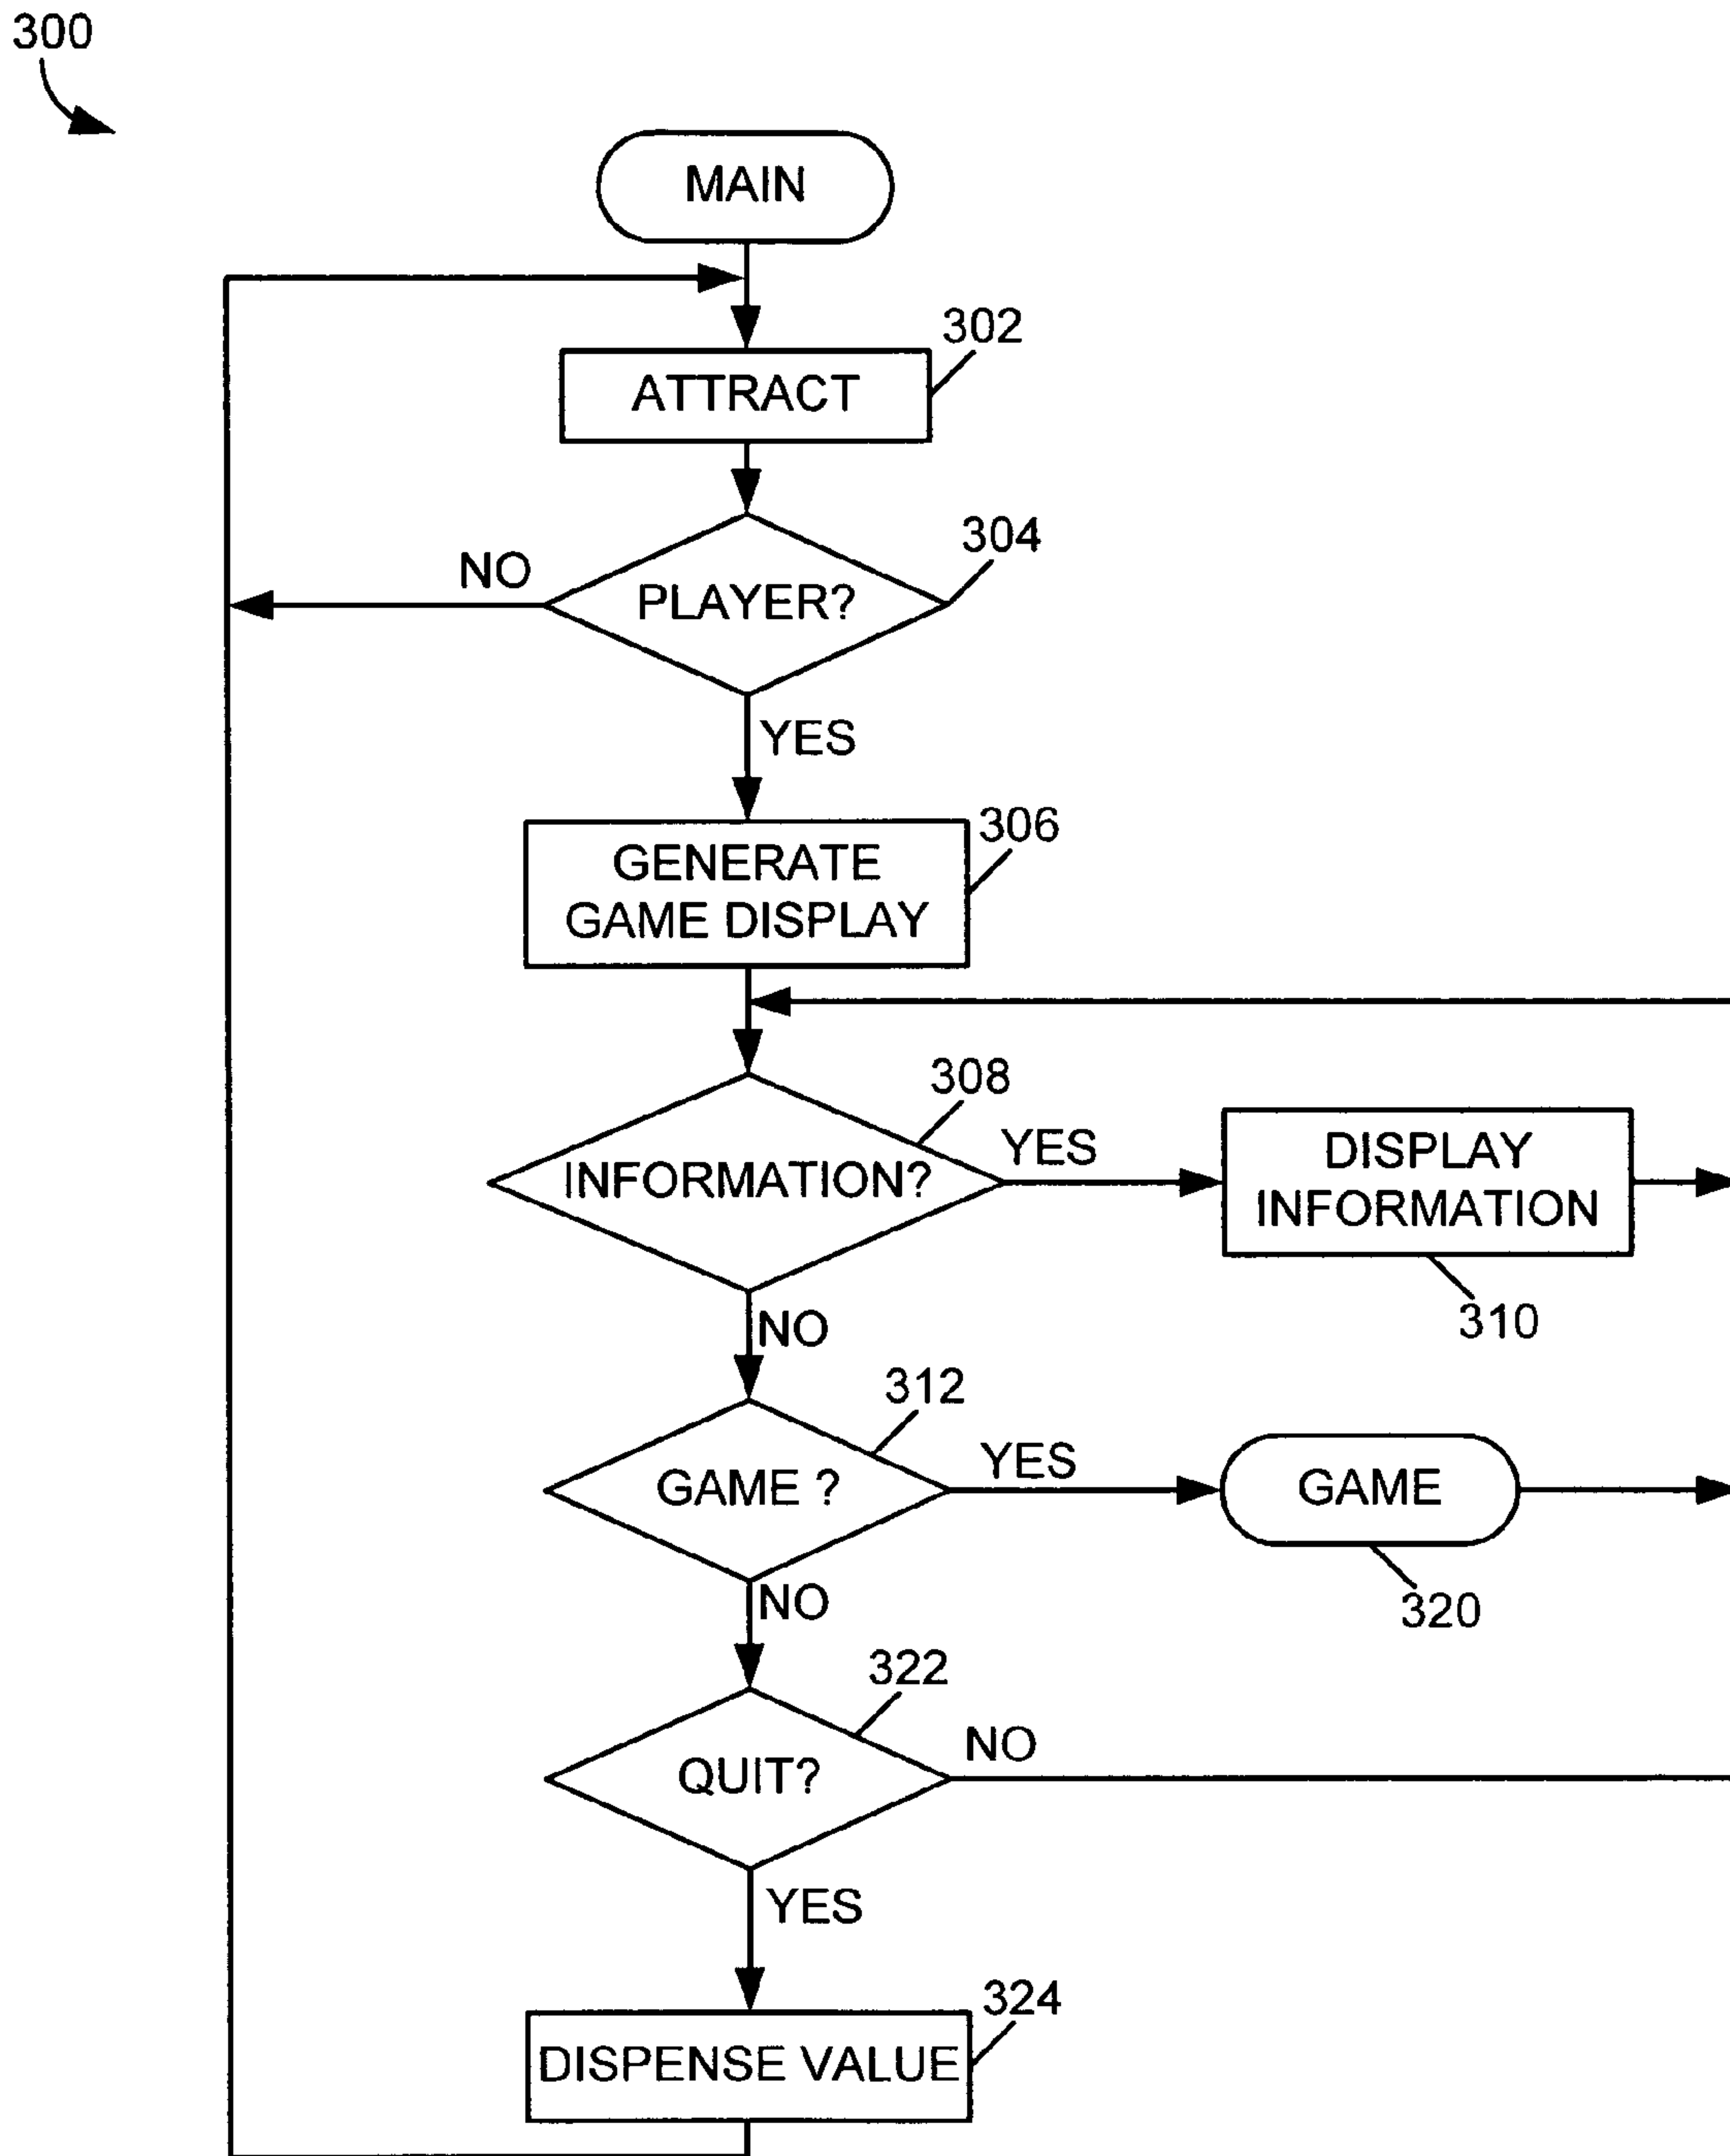 300
MAIN
302
ATTRACT
304
NO
PLAYER?
YES
306
GENERATE
GAME DISPLAY
308
YES
INFORMATION?
DISPLAY
INFORMATION
310
NO
312
YES
GAME ?
GAME
320
NO
322
NO
QUIT?
YES
324
DISPENSE VALUE